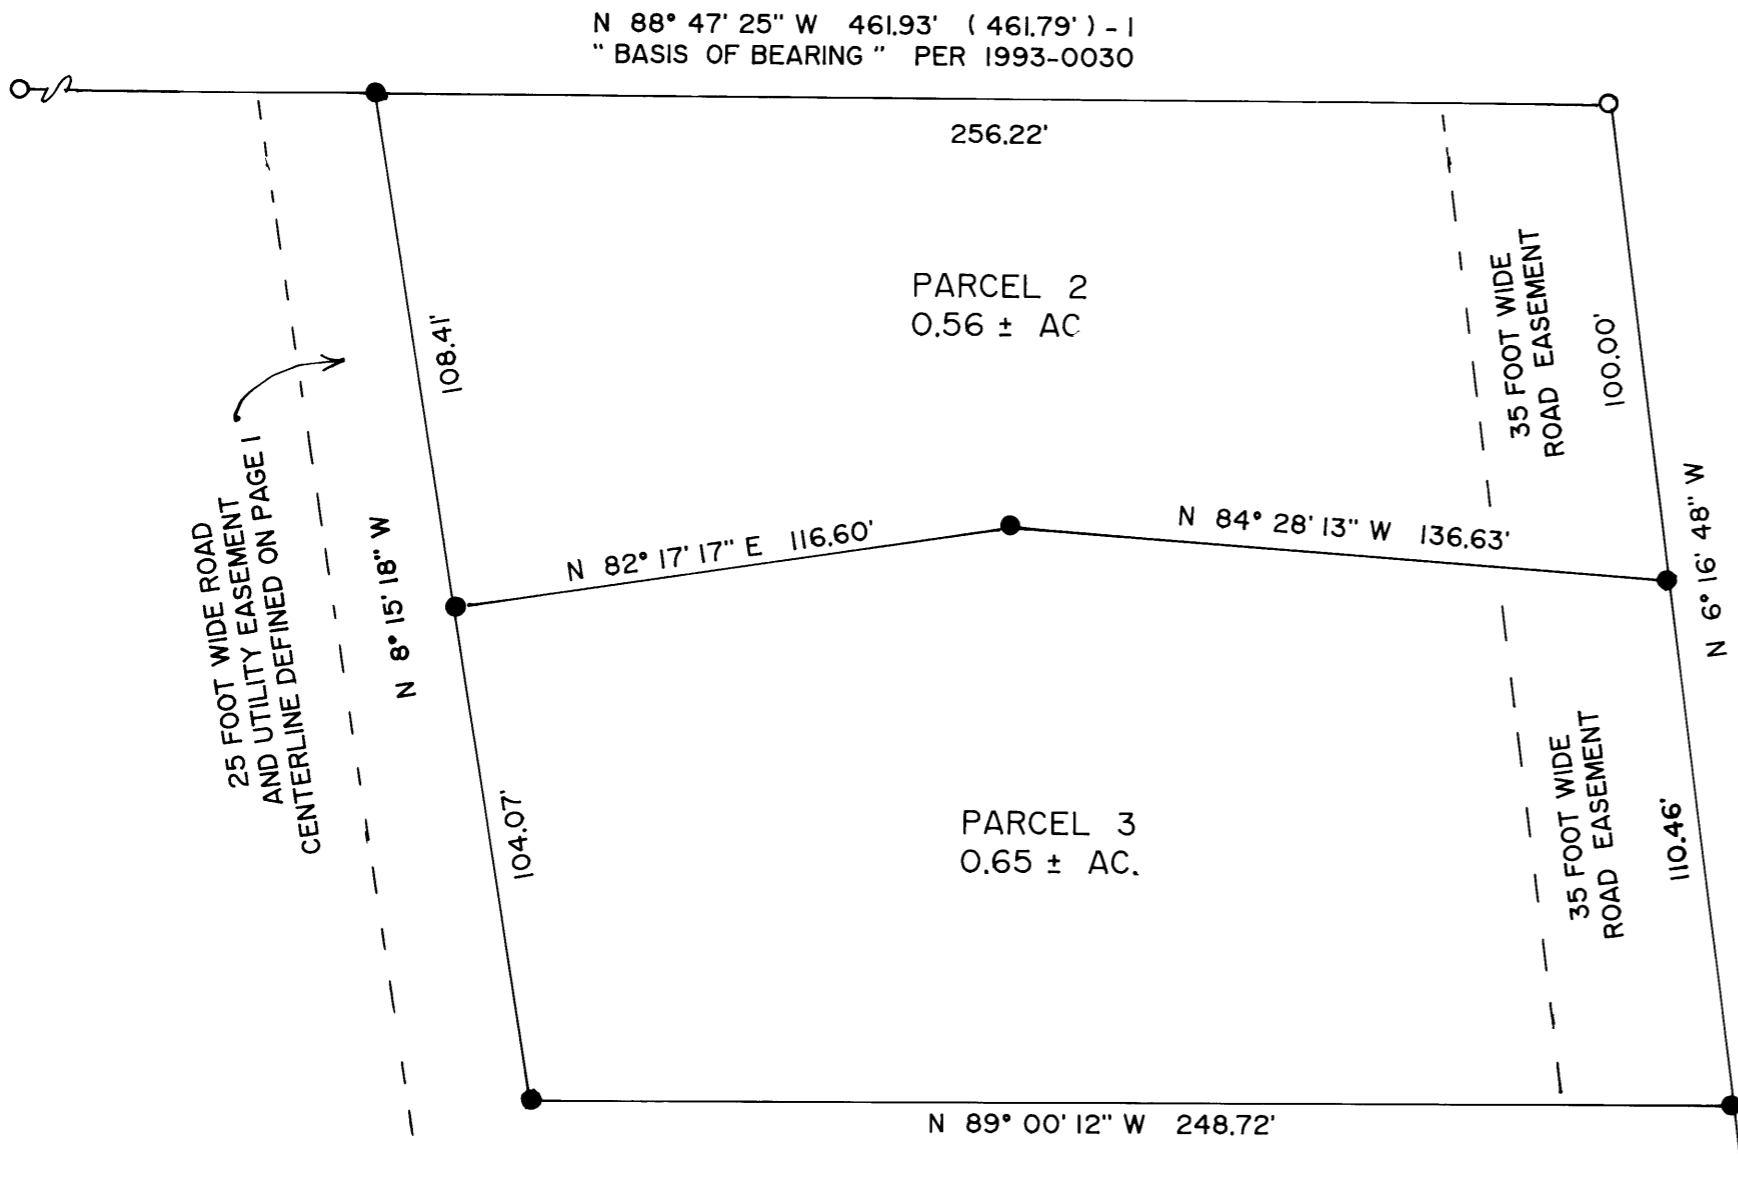 N 88° 47' 25" W 461.93' ( 461.79' ) - 1
" BASIS OF BEARING " PER 1993-0030
256.22'
PARCEL 2
0.56 ± AC
108.41'
35 FOOT WIDE
ROAD EASEMENT
100.00'
25 FOOT WIDE ROAD
AND UTILITY EASEMENT
CENTERLINE DEFINED ON PAGE 1
N 8° 15' 18" W
N 82° 17' 17" E 116.60'
N 84° 28' 13" W 136.63'
N 6° 16' 48" W
104.07'
PARCEL 3
0.65 ± AC.
35 FOOT WIDE
ROAD EASEMENT
110.46'
N 89° 00' 12" W 248.72'